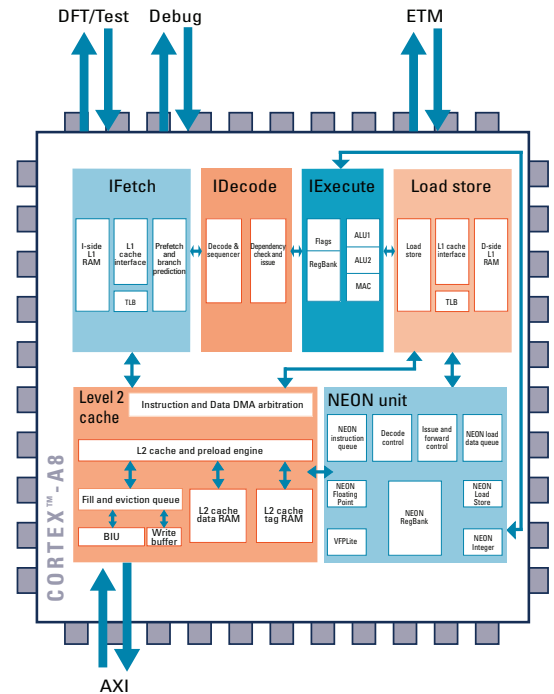 DFT/Test
Debug
ETM
IFetch
I-side
L1
RAM
L1
cache
interface
TLB
Prefetch
and
branch
prediction
IDecode
Decode &
sequencer
Dependency
check and
issue
IExecute
Flags
RegBank
ALU1
ALU2
MAC
Load store
Load
store
L1 cache
interface
TLB
D-side
L1
RAM
Level 2
cache
Instruction and Data DMA arbitration
L2 cache and preload engine
Fill and eviction queue
BIU
Write
buffer
L2 cache
data RAM
L2 cache
tag RAM
NEON unit
NEON
instruction
queue
Decode
control
Issue and
forward
control
NEON load
data queue
NEON
Floating
Point
VFPLite
NEON
RegBank
NEON
Load
Store
NEON
Integer
CORTEX™-A8
AXI